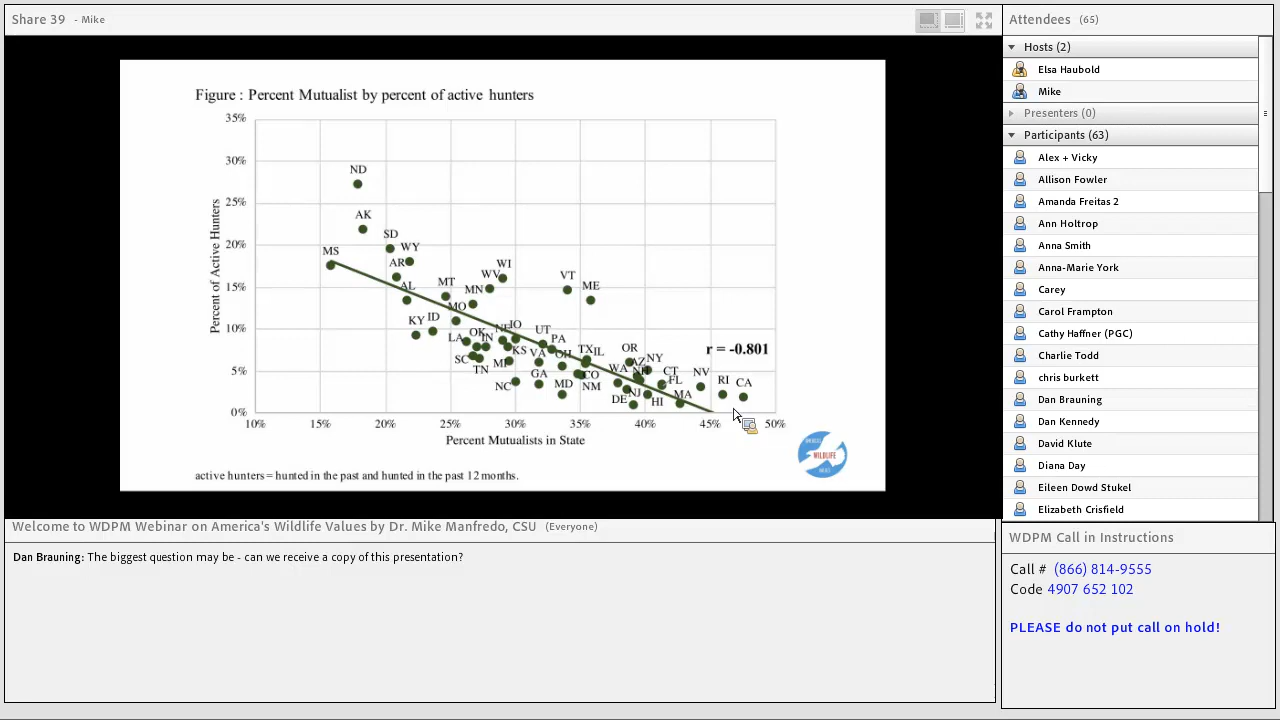 Share 39 - Mike
Figure : Percent Mutualist by percent of active hunters
35%
30%
25%
20%
15%
10%
5%
0%
Percent of Active Hunters
ND
AK
SD
WY
MS
AR
AL
MT
WV
WI
MN
MO
VT
ME
KY
ID
LA
OK
IN
NE
IO
KS
UT
PA
VA
OH
TX
IL
SC
TN
MI
NC
GA
MD
CO
NM
OR
AZ
NY
WA
NH
CT
FL
DE
NJ
HI
MA
NV
RI
CA
r = -0.801
10%
15%
20%
25%
30%
35%
40%
45%
50%
Percent Mutualists in State
active hunters = hunted in the past and hunted in the past 12 months.
AMERICA'S
WILDLIFE
VALUES
Welcome to WDPM Webinar on America's Wildlife Values by Dr. Mike Manfredo, CSU (Everyone)
Dan Brauning: The biggest question may be - can we receive a copy of this presentation?
Attendees (65)
Hosts (2)
Elsa Haubold
Mike
Presenters (0)
Participants (63)
Alex + Vicky
Allison Fowler
Amanda Freitas 2
Ann Holtrop
Anna Smith
Anna-Marie York
Carey
Carol Frampton
Cathy Haffner (PGC)
Charlie Todd
chris burkett
Dan Brauning
Dan Kennedy
David Klute
Diana Day
Eileen Dowd Stukel
Elizabeth Crisfield
WDPM Call in Instructions
Call # (866) 814-9555
Code 4907 652 102
PLEASE do not put call on hold!